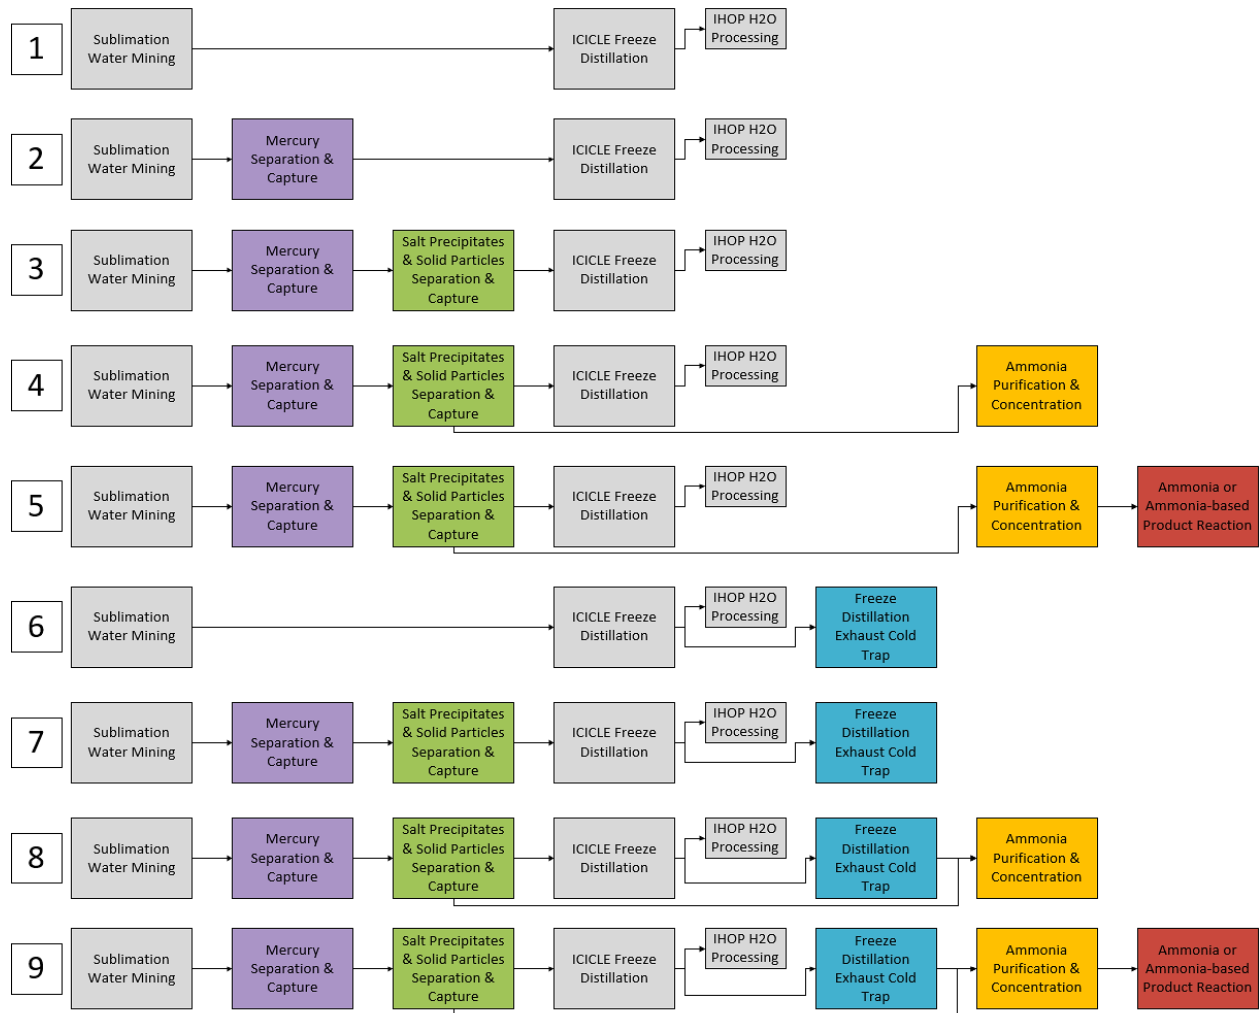 1
Sublimation
Water Mining
ICICLE Freeze
Distillation
IHOP H2O
Processing
2
Sublimation
Water Mining
Mercury
Separation &
Capture
ICICLE Freeze
Distillation
IHOP H2O
Processing
3
Sublimation
Water Mining
Mercury
Separation &
Capture
Salt Precipitates
& Solid Particles
Separation &
Capture
ICICLE Freeze
Distillation
IHOP H2O
Processing
4
Sublimation
Water Mining
Mercury
Separation &
Capture
Salt Precipitates
& Solid Particles
Separation &
Capture
ICICLE Freeze
Distillation
IHOP H2O
Processing
Ammonia
Purification &
Concentration
5
Sublimation
Water Mining
Mercury
Separation &
Capture
Salt Precipitates
& Solid Particles
Separation &
Capture
ICICLE Freeze
Distillation
IHOP H2O
Processing
Ammonia
Purification &
Concentration
Ammonia or
Ammonia-based
Product Reaction
6
Sublimation
Water Mining
ICICLE Freeze
Distillation
IHOP H2O
Processing
Freeze
Distillation
Exhaust Cold
Trap
7
Sublimation
Water Mining
Mercury
Separation &
Capture
Salt Precipitates
& Solid Particles
Separation &
Capture
ICICLE Freeze
Distillation
IHOP H2O
Processing
Freeze
Distillation
Exhaust Cold
Trap
8
Sublimation
Water Mining
Mercury
Separation &
Capture
Salt Precipitates
& Solid Particles
Separation &
Capture
ICICLE Freeze
Distillation
IHOP H2O
Processing
Freeze
Distillation
Exhaust Cold
Trap
Ammonia
Purification &
Concentration
9
Sublimation
Water Mining
Mercury
Separation &
Capture
Salt Precipitates
& Solid Particles
Separation &
Capture
ICICLE Freeze
Distillation
IHOP H2O
Processing
Freeze
Distillation
Exhaust Cold
Trap
Ammonia
Purification &
Concentration
Ammonia or
Ammonia-based
Product Reaction